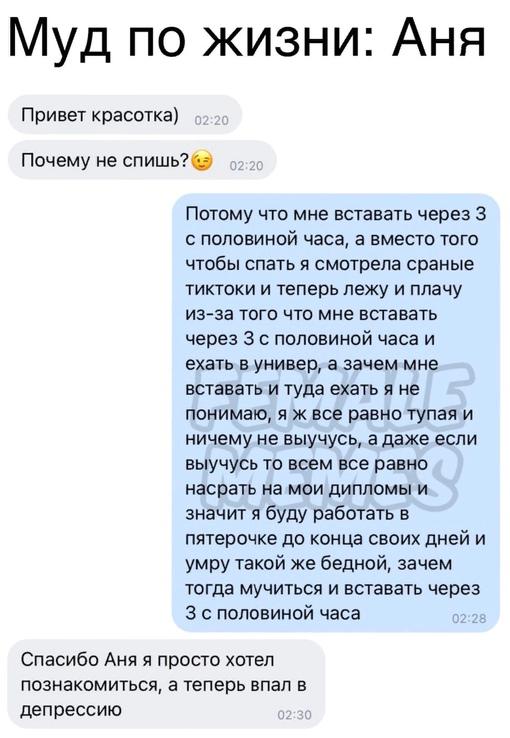 Муд по жизни: Аня
Привет красотка) 02:20
Почему не спишь?😉 02:20
Потому что мне вставать через 3
с половиной часа, а вместо того
чтобы спать я смотрела сраные
тиктоки и теперь лежу и плачу
из-за того что мне вставать
через 3 с половиной часа и
ехать в универ, а зачем мне
вставать и туда ехать я не
понимаю, я ж все равно тупая и
ничему не выучусь, а даже если
выучусь то всем все равно
насрать на мои дипломы и
значит я буду работать в
пятерочке до конца своих дней и
умру такой же бедной, зачем
тогда мучиться и вставать через
3 с половиной часа 02:28
FEMALE
MEMES
Спасибо Аня я просто хотел
познакомиться, а теперь впал в
депрессию 02:30